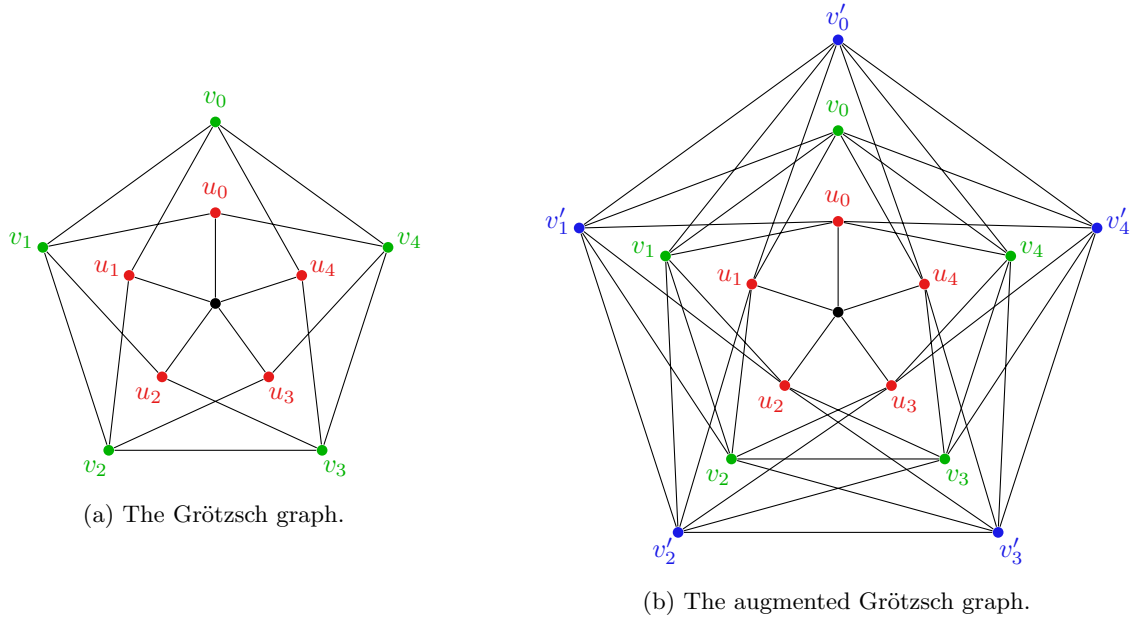 v₀
u₀
v₁
v₄
u₁
u₄
u₂
u₃
v₂
v₃
(a) The Grötzsch graph.
v′₀
v₀
u₀
v′₁
v′₄
v₁
v₄
u₁
u₄
u₂
u₃
v₂
v₃
v′₂
v′₃
(b) The augmented Grötzsch graph.